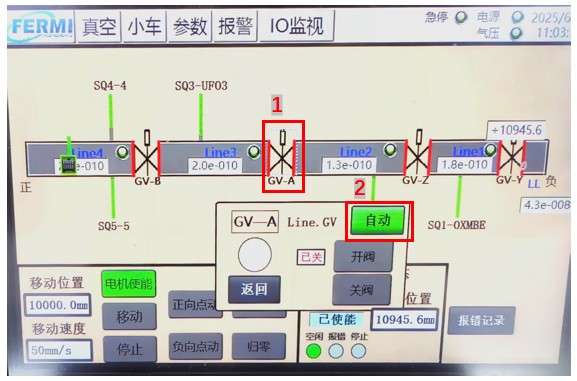 FERMI 真空 小车 参数 报警 IO监视 急停 电源 2025/6
气压 11:03:
SQ4-4 SQ3-UFO3 1
+10945.6
Line4 Line3 Line2 Line1
2.0e-010 1.3e-010 1.8e-010
正 GV-B GV-A GV-Z GV-Y LL 负
2
4.3e-008
SQ5-5 GV—A Line.GV 自动 SQ1-OXMBE
已关 开阀
返回 关阀
移动位置 电机使能 位置
10000.0mm 移动 正向点动 已使能 10945.6mm 报错记录
移动速度 空闲 报错 停止
50mm/s 停止 负向点动 归零